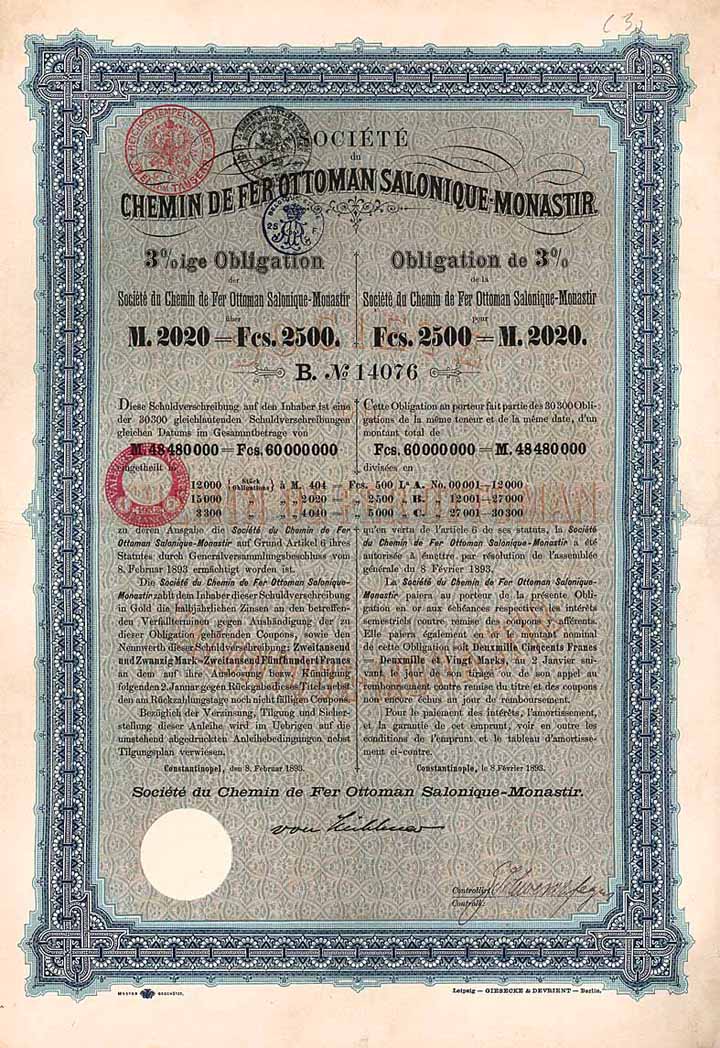 SOCIÉTÉ
du
CHEMIN DE FER OTTOMAN SALONIQUE-MONASTIR.
3%ige Obligation
der
Société du Chemin de Fer Ottoman Salonique-Monastir
über
M. 2020 = Fcs. 2500.
Obligation de 3%
de la
Société du Chemin de Fer Ottoman Salonique-Monastir
pour
Fcs. 2500 = M. 2020.
B. № 14076
Diese Schuldverschreibung auf den Inhaber ist eine
der 30300 gleichlautenden Schuldverschreibungen
gleichen Datums im Gesammtbetrage von
M. 48480000 = Fcs. 60000000
eingetheilt in
12000 {Stück Obligations} à M. 404
15000 „ „ 2020
3300 „ „ 4040
zu deren Ausgabe die Société du Chemin de Fer
Ottoman Salonique-Monastir auf Grund Artikel 6 ihres
Statutes durch Generalversammlungsbeschluss vom
8. Februar 1893 ermächtigt worden ist.
Die Société du Chemin de Fer Ottoman Salonique-
Monastir zahlt dem Inhaber dieser Schuldverschreibung
in Gold die halbjährlichen Zinsen an den betreffen-
den Verfallterminen gegen Aushändigung der zu
dieser Obligation gehörenden Coupons, sowie den
Nennwerth dieser Schuldverschreibung: Zweitausend
und Zwanzig Mark = Zweitausend Fünfhundert Francs
an dem auf ihre Ausloosung bezw. Kündigung
folgenden 2. Januar gegen Rückgabe dieses Titels nebst
den am Rückzahlungstage noch nicht fälligen Coupons.
Bezüglich der Verzinsung, Tilgung und Sicher-
stellung dieser Anleihe wird im Uebrigen auf die
umstehend abgedruckten Anleihebedingungen nebst
Tilgungsplan verwiesen.
Constantinopel, den 8. Februar 1893.
Cette Obligation au porteur fait partie des 30300 Obli-
gations de la même teneur et de la même date, d'un
montant total de
Fcs. 60000000 = M. 48480000
divisées en
Fcs. 500 La A. No. 00001-12000
„ 2500 „ B. „ 12001-27000
„ 5000 „ C. „ 27001-30300
qu'en vertu de l'article 6 de ses statuts, la Société
du Chemin de Fer Ottoman Salonique-Monastir a été
autorisée à émettre par résolution de l'assemblée
générale du 8 Février 1893.
La Société du Chemin de Fer Ottoman Salonique-
Monastir paiera au porteur de la présente Obligation
en or aux échéances respectives les intérêts
semestriels contre remise des coupons y afférents.
Elle paiera également en or le montant nominal
de cette Obligation soit Deuxmille Cinqcents Francs
= Deuxmille et Vingt Marks, au 2 Janvier sui-
vant le jour de son tirage ou de son appel au
remboursement contre remise du titre et des coupons
non encore échus au jour de remboursement.
Pour le paiement des intérêts, l'amortissement,
et la garantie de cet emprunt, voir en outre les
conditions de l'emprunt et le tableau d'amortisse-
ment ci-contre.
Constantinople, le 8 Février 1893.
Société du Chemin de Fer Ottoman Salonique-Monastir.
Controllirt:
Contrôlé:
MUSTER GESCHÜTZT.
Leipzig — GIESECKE & DEVRIENT — Berlin.